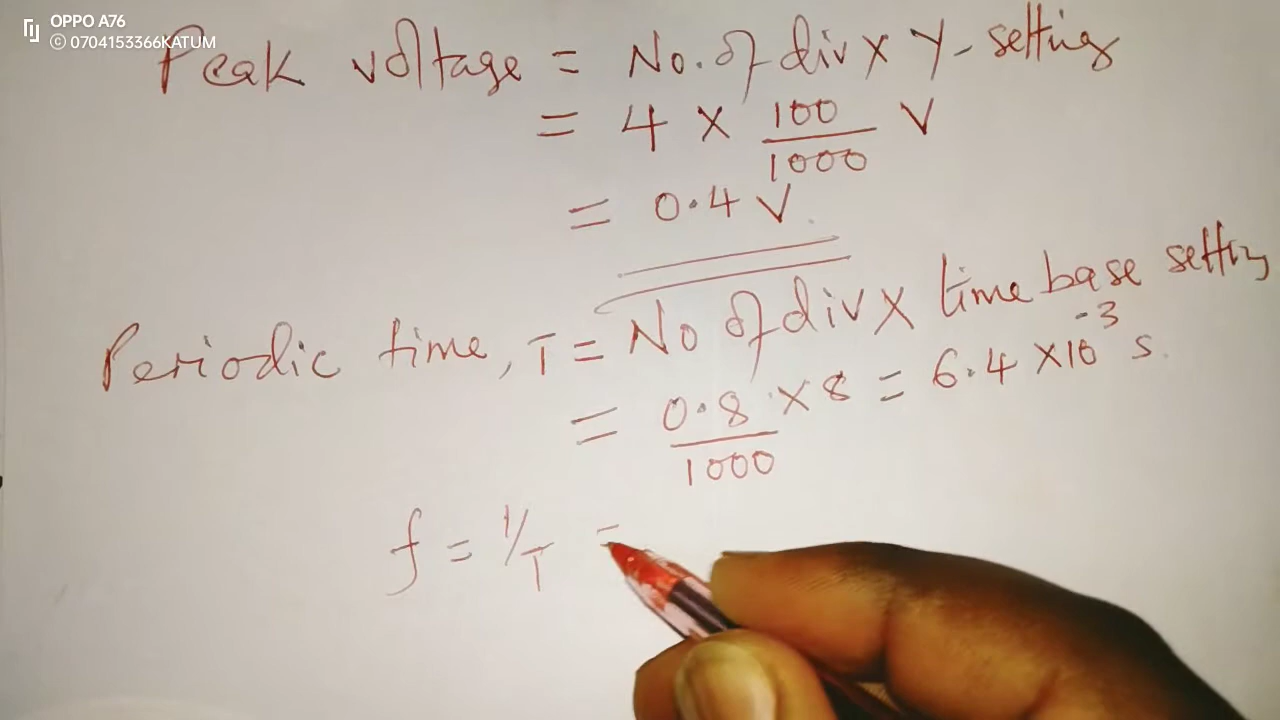 OPPO A76
© 0704153366KATUM
Peak voltage = No. of div x Y-setting
= 4 x 100/1000 V
= 0.4 V
Periodic time, T = No of div x time base setting
= 0.8/1000 x 8 = 6.4 x 10⁻³ s.
f = 1/T =